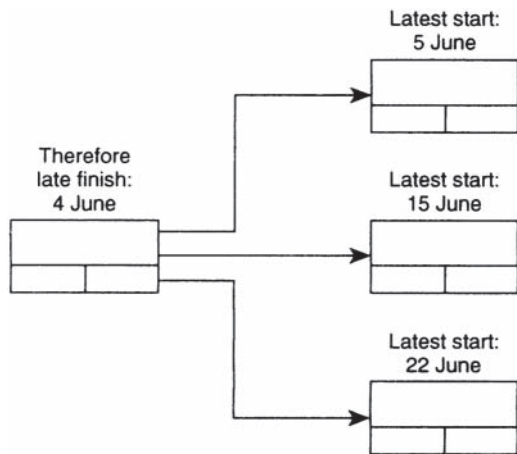 Latest start:
5 June
Therefore
late finish:
4 June
Latest start:
15 June
Latest start:
22 June